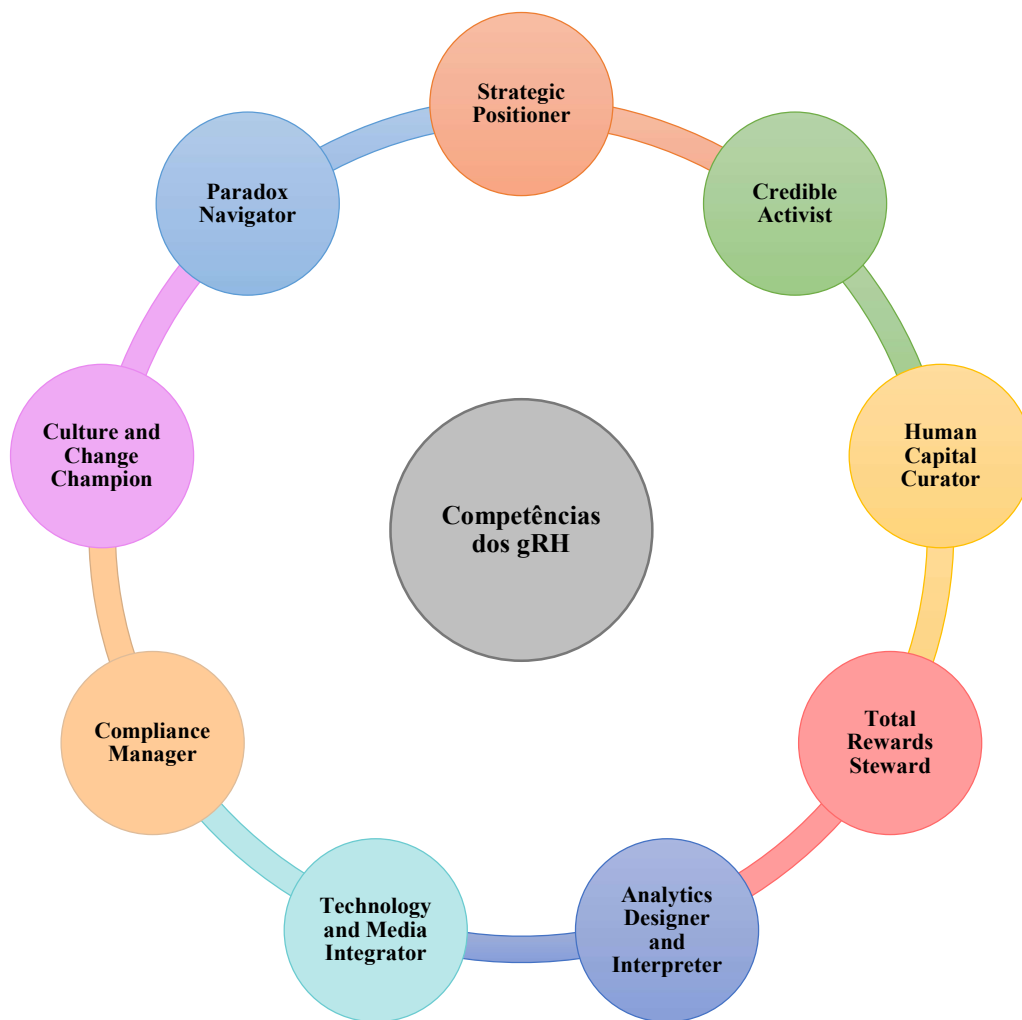 Strategic
Positioner
Credible
Activist
Human
Capital
Curator
Total
Rewards
Steward
Analytics
Designer
and
Interpreter
Technology
and Media
Integrator
Compliance
Manager
Culture and
Change
Champion
Paradox
Navigator
Competências
dos gRH